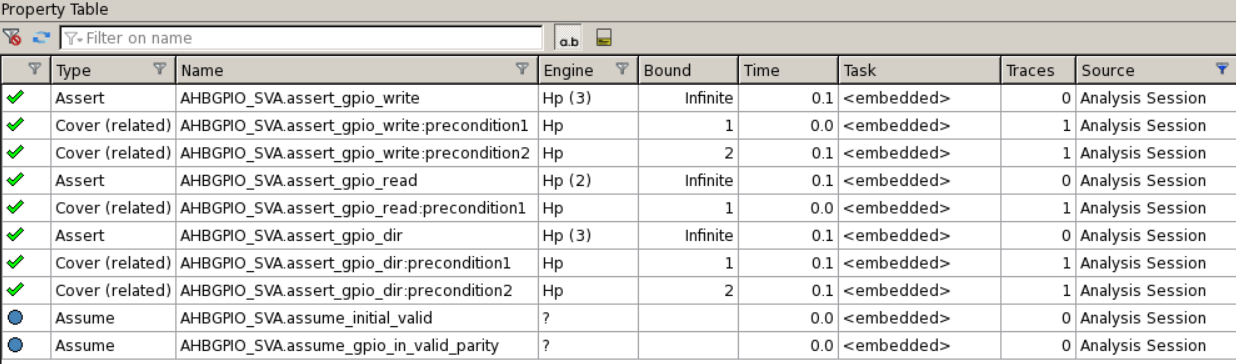 Property Table
Filter on name a.b
Type Name Engine Bound Time Task Traces Source
Assert AHBGPIO_SVA.assert_gpio_write Hp (3) Infinite 0.1 <embedded> 0 Analysis Session
Cover (related) AHBGPIO_SVA.assert_gpio_write:precondition1 Hp 1 0.0 <embedded> 1 Analysis Session
Cover (related) AHBGPIO_SVA.assert_gpio_write:precondition2 Hp 2 0.1 <embedded> 1 Analysis Session
Assert AHBGPIO_SVA.assert_gpio_read Hp (2) Infinite 0.1 <embedded> 0 Analysis Session
Cover (related) AHBGPIO_SVA.assert_gpio_read:precondition1 Hp 1 0.0 <embedded> 1 Analysis Session
Assert AHBGPIO_SVA.assert_gpio_dir Hp (3) Infinite 0.1 <embedded> 0 Analysis Session
Cover (related) AHBGPIO_SVA.assert_gpio_dir:precondition1 Hp 1 0.1 <embedded> 1 Analysis Session
Cover (related) AHBGPIO_SVA.assert_gpio_dir:precondition2 Hp 2 0.1 <embedded> 1 Analysis Session
Assume AHBGPIO_SVA.assume_initial_valid ? 0.0 <embedded> Analysis Session
Assume AHBGPIO_SVA.assume_gpio_in_valid_parity ? 0.0 <embedded> Analysis Session